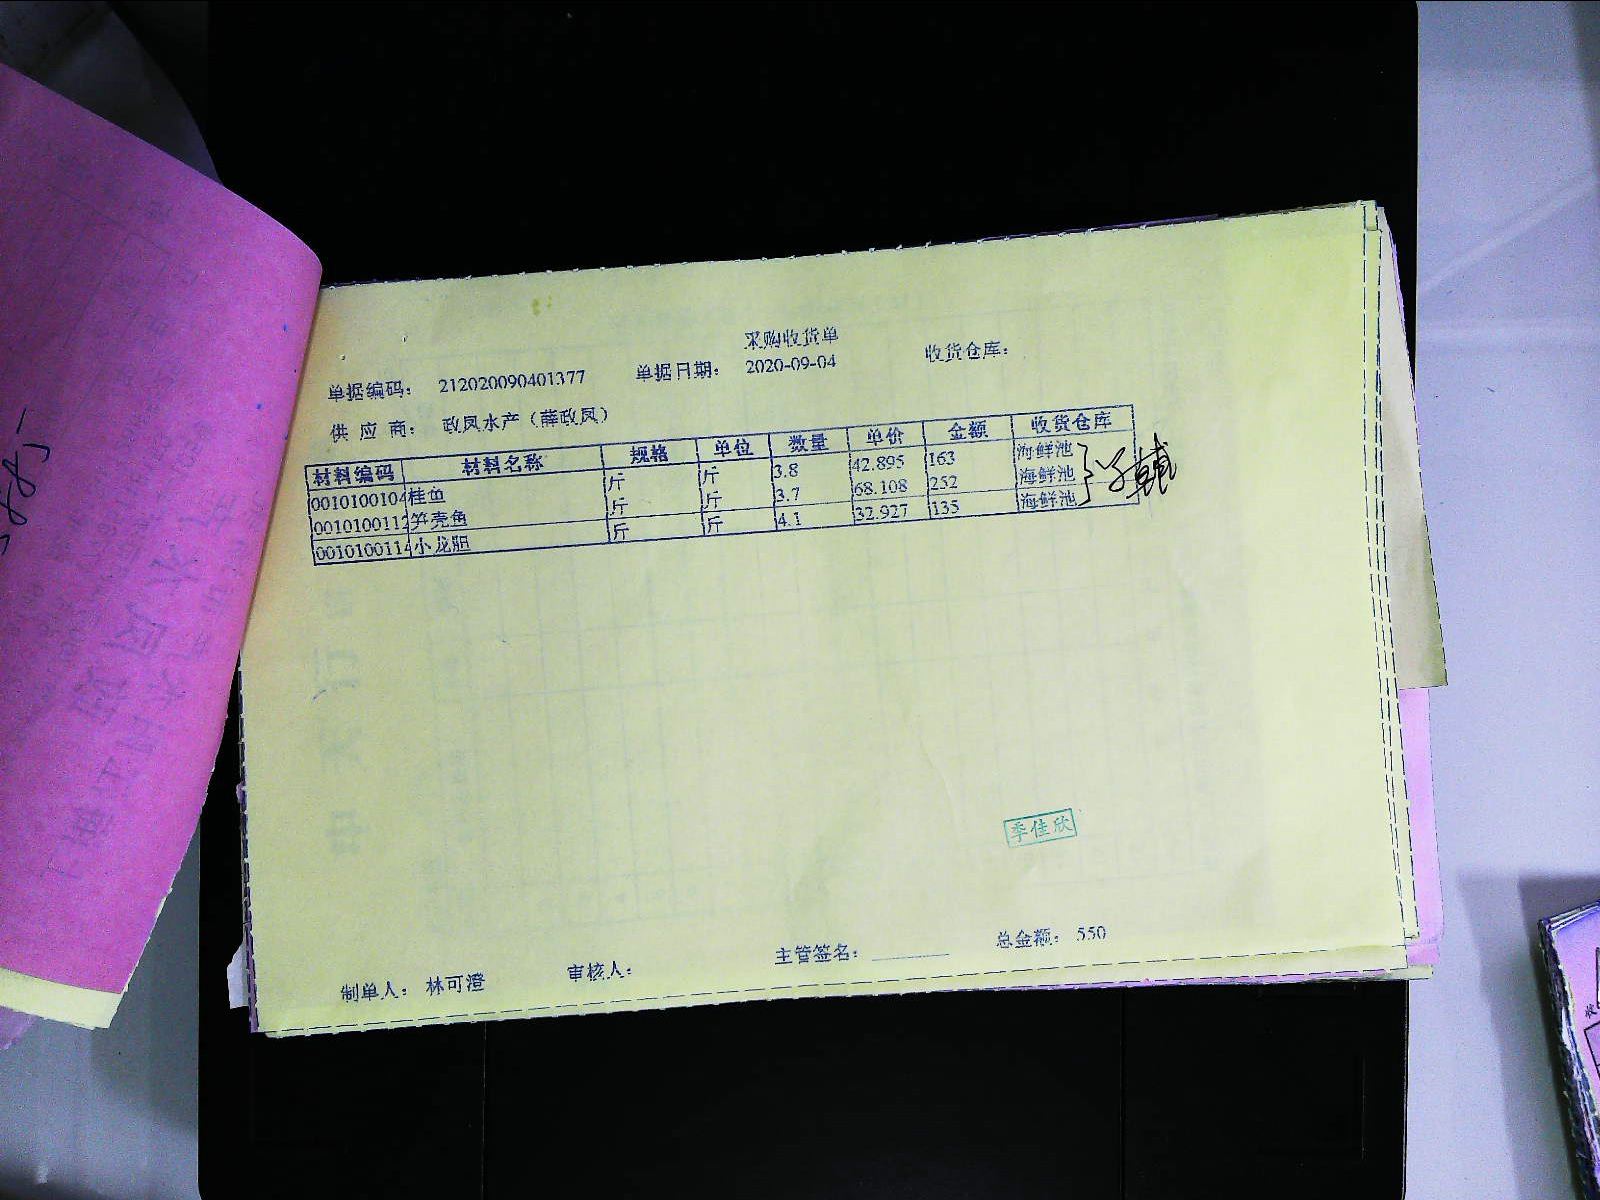 采购收货单
单据编码： 212020090401377 单据日期： 2020-09-04 收货仓库：
供 应 商： 政凤水产（薛政凤）
材料编码 材料名称 规格 单位 数量 单价 金额 收货仓库
0010100104 桂鱼 斤 斤 3.8 42.895 163 海鲜池
0010100112 笋壳鱼 斤 斤 3.7 68.108 252 海鲜池
0010100114 小龙胆 斤 斤 4.1 32.927 135 海鲜池
季佳欣
制单人： 林可澄 审核人： 主管签名： 总金额： 550